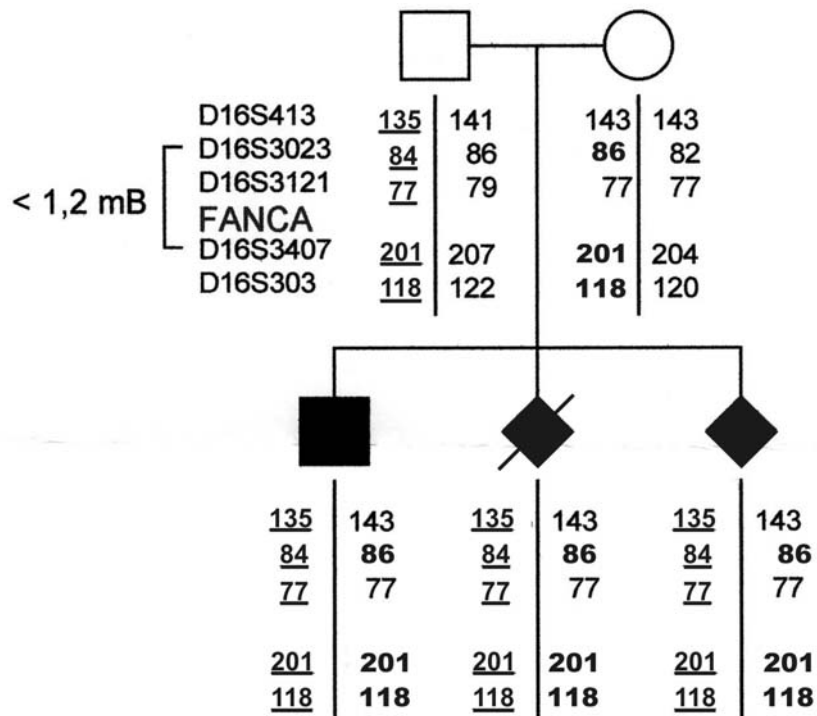 D16S413 135 141 143 143
D16S3023 84 86 86 82
D16S3121 77 79 77 77
< 1,2 mB
FANCA
D16S3407 201 207 201 204
D16S303 118 122 118 120
135 143 135 143 135 143
84 86 84 86 84 86
77 77 77 77 77 77
201 201 201 201 201 201
118 118 118 118 118 118